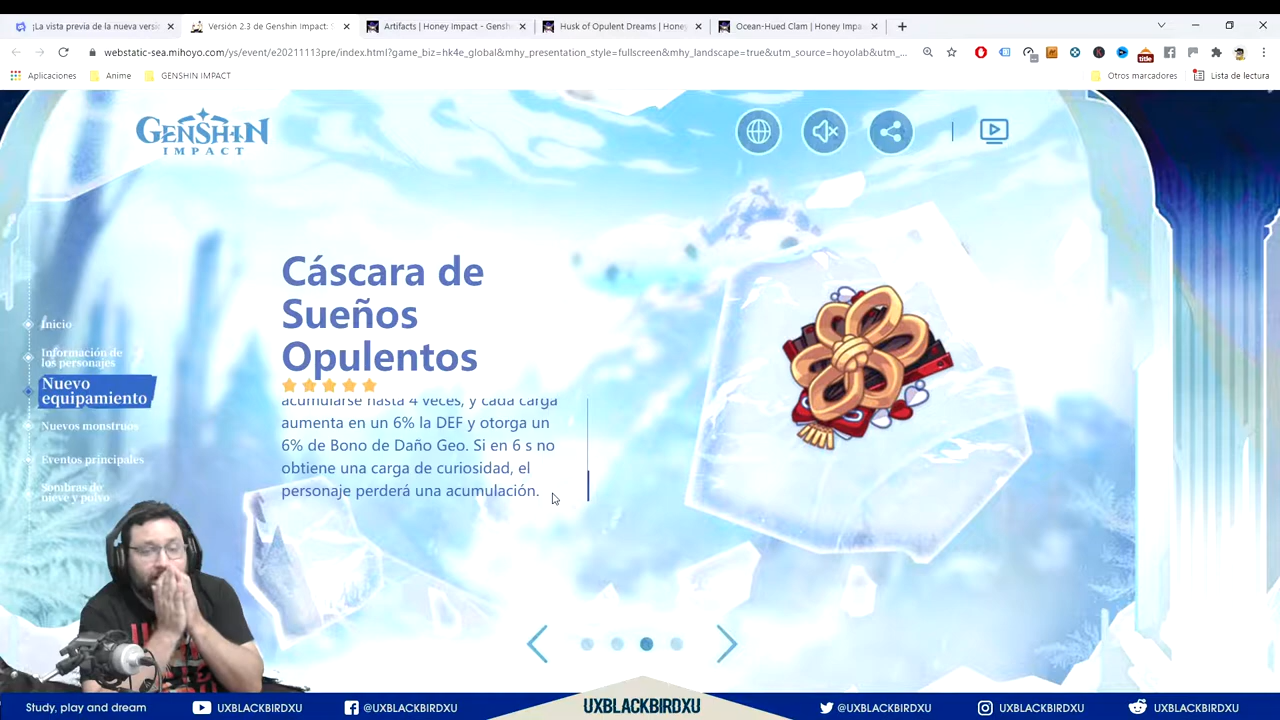 ¡La vista previa de la nueva versió
Versión 2.3 de Genshin Impact:
Artifacts | Honey Impact - Gensh
Husk of Opulent Dreams | Honey
Ocean-Hued Clam | Honey Impa
webstatic-sea.mihoyo.com/ys/event/e20211113pre/index.html?game_biz=hk4e_global&mhy_presentation_style=fullscreen&mhy_landscape=true&utm_source=hoyolab&utm_...
title
Aplicaciones
Anime
GENSHIN IMPACT
Otros marcadores
Lista de lectura
GENSHIN
IMPACT
Cáscara de
Sueños
Opulentos
acumularse hasta 4 veces, y cada carga
aumenta en un 6% la DEF y otorga un
6% de Bono de Daño Geo. Si en 6 s no
obtiene una carga de curiosidad, el
personaje perderá una acumulación.
Inicio
Información de
los personajes
Nuevo
equipamiento
Nuevos monstruos
Eventos principales
Sombras de
nieve y polvo
Study, play and dream
UXBLACKBIRDXU
@UXBLACKBIRDXU
UXBLACKBIRDXU
@UXBLACKBIRDXU
UXBLACKBIRDXU
UXBLACKBIRDXU